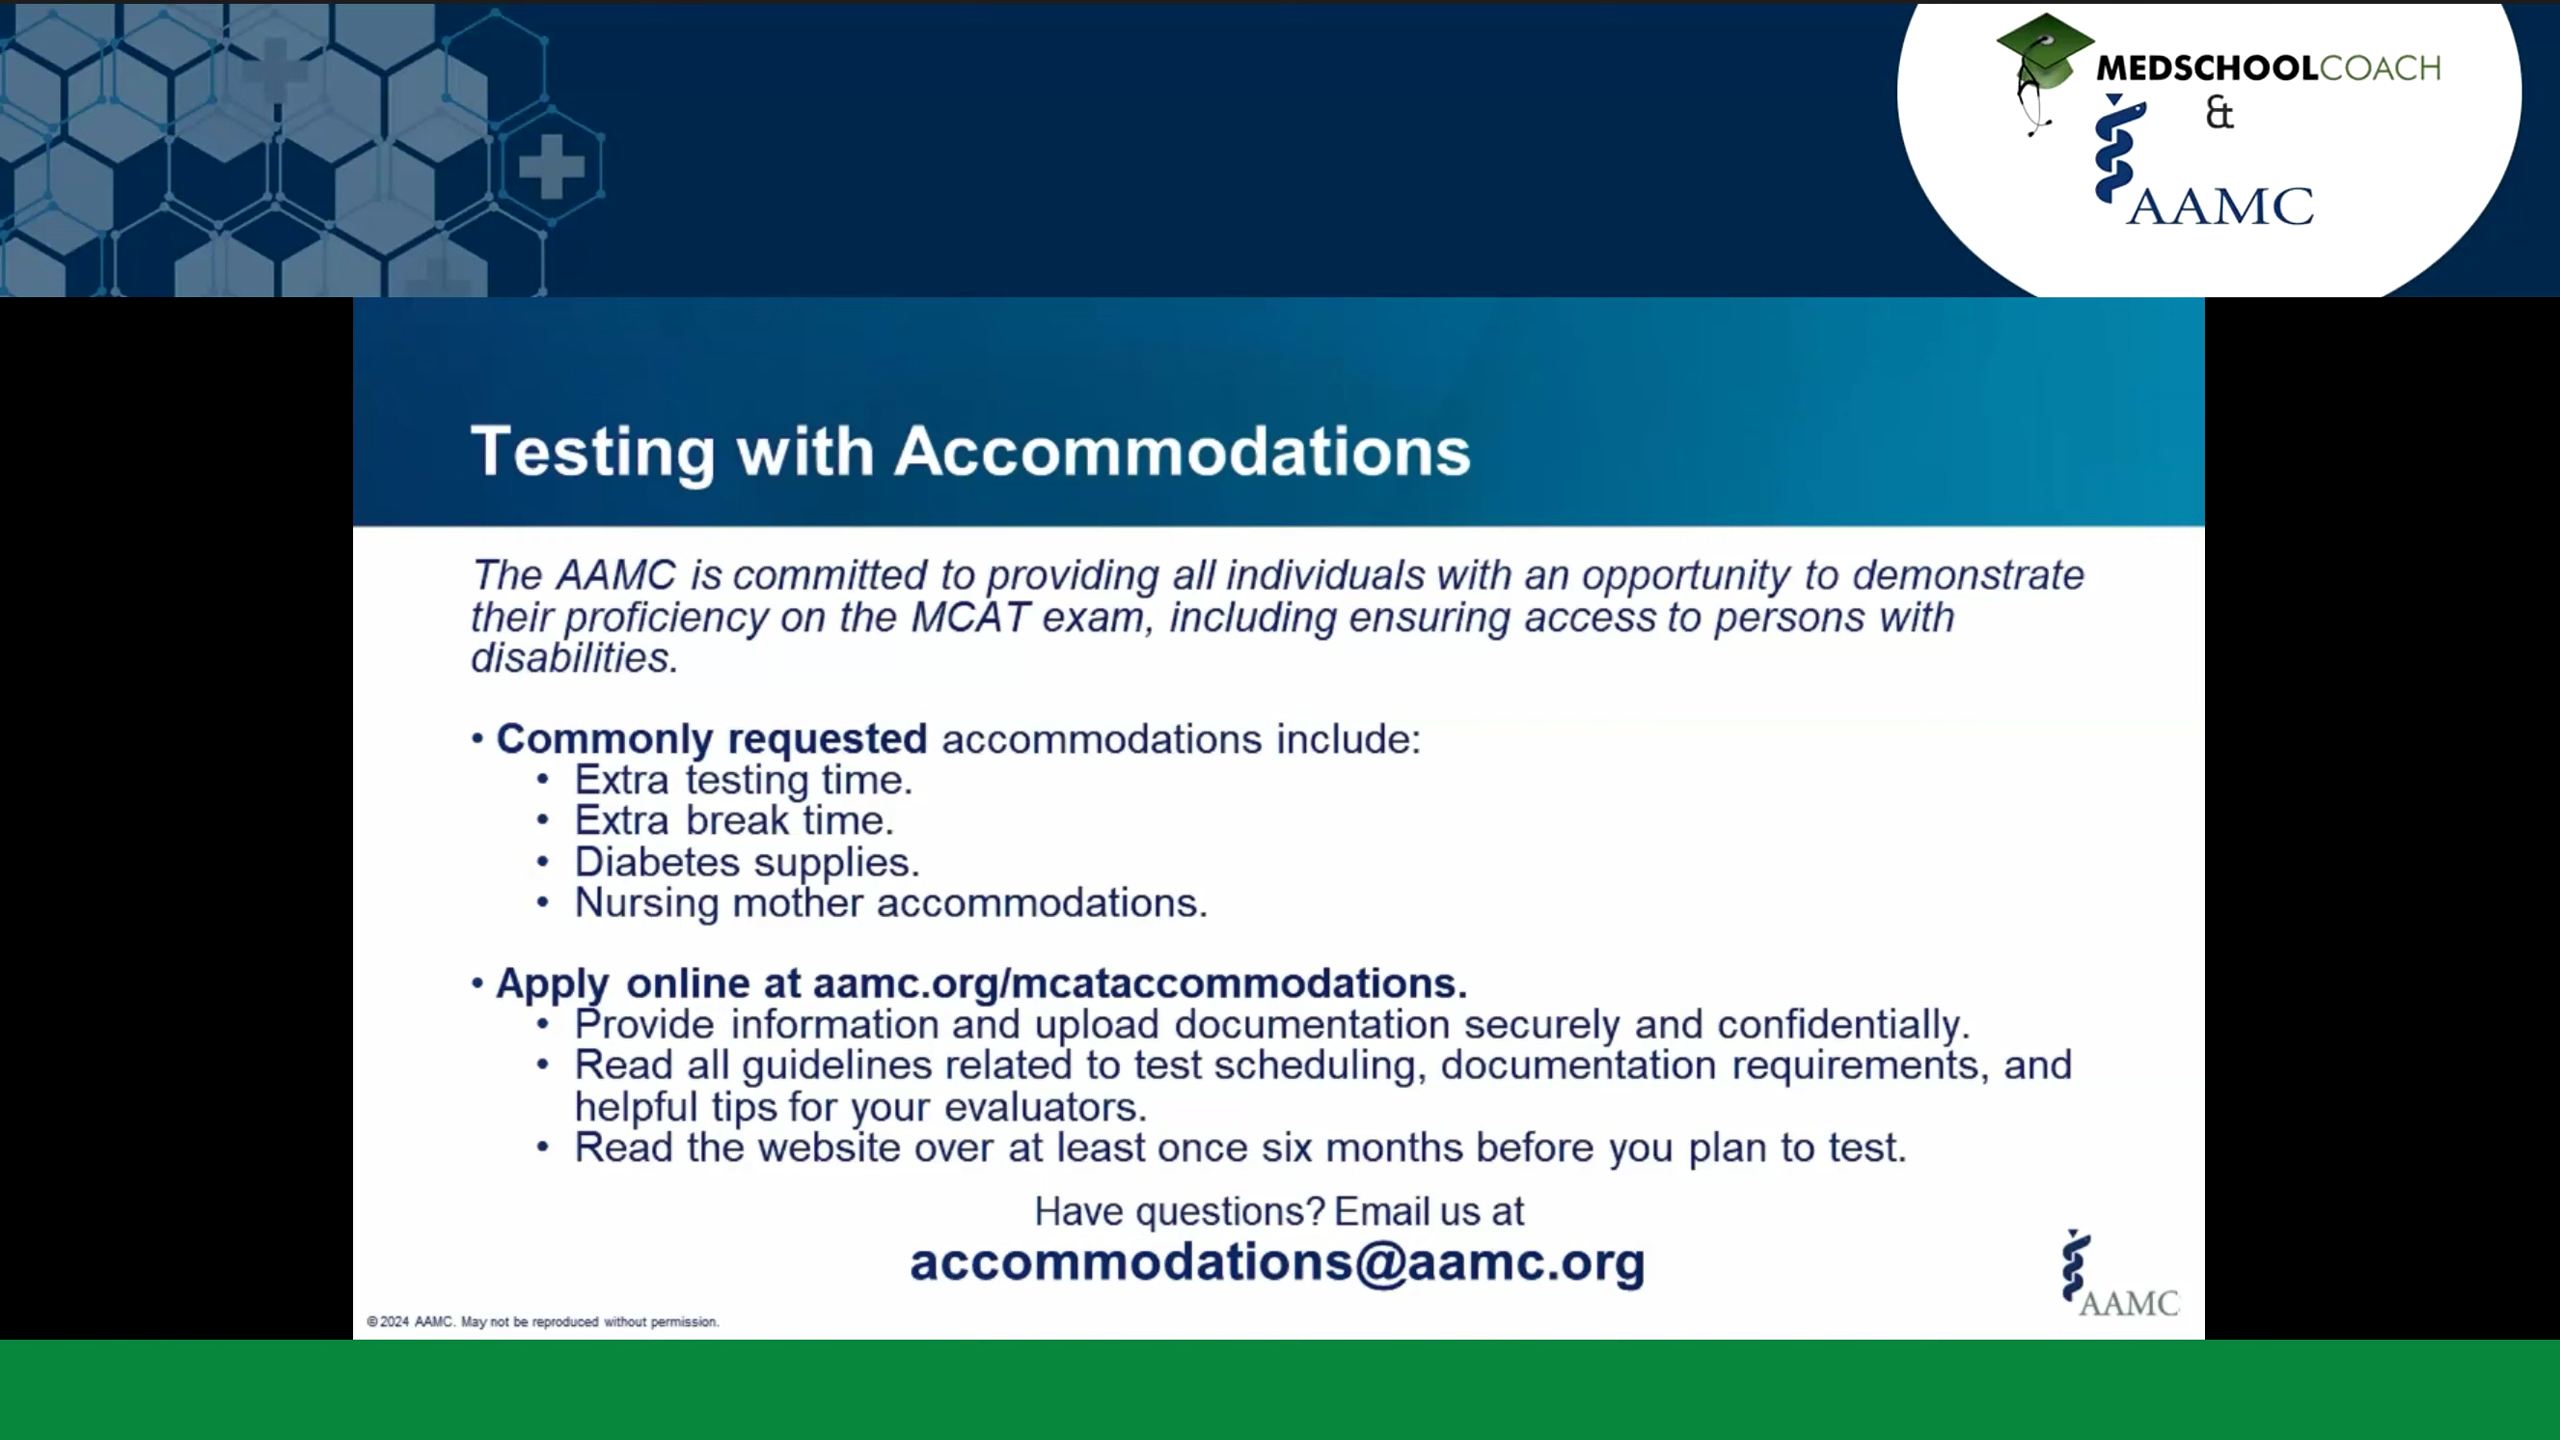 MEDSCHOOLCOACH
&
AAMC
Testing with Accommodations
The AAMC is committed to providing all individuals with an opportunity to demonstrate
their proficiency on the MCAT exam, including ensuring access to persons with
disabilities.
• Commonly requested accommodations include:
• Extra testing time.
• Extra break time.
• Diabetes supplies.
• Nursing mother accommodations.
• Apply online at aamc.org/mcataccommodations.
• Provide information and upload documentation securely and confidentially.
• Read all guidelines related to test scheduling, documentation requirements, and
helpful tips for your evaluators.
• Read the website over at least once six months before you plan to test.
Have questions? Email us at
accommodations@aamc.org
AAMC
© 2024 AAMC. May not be reproduced without permission.